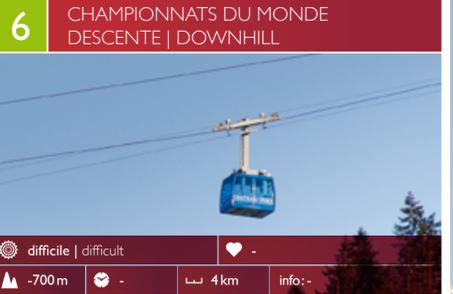 6
CHAMPIONNATS DU MONDE
DESCENTE | DOWNHILL
difficile | difficult
-
-700 m
-
4 km
info: -